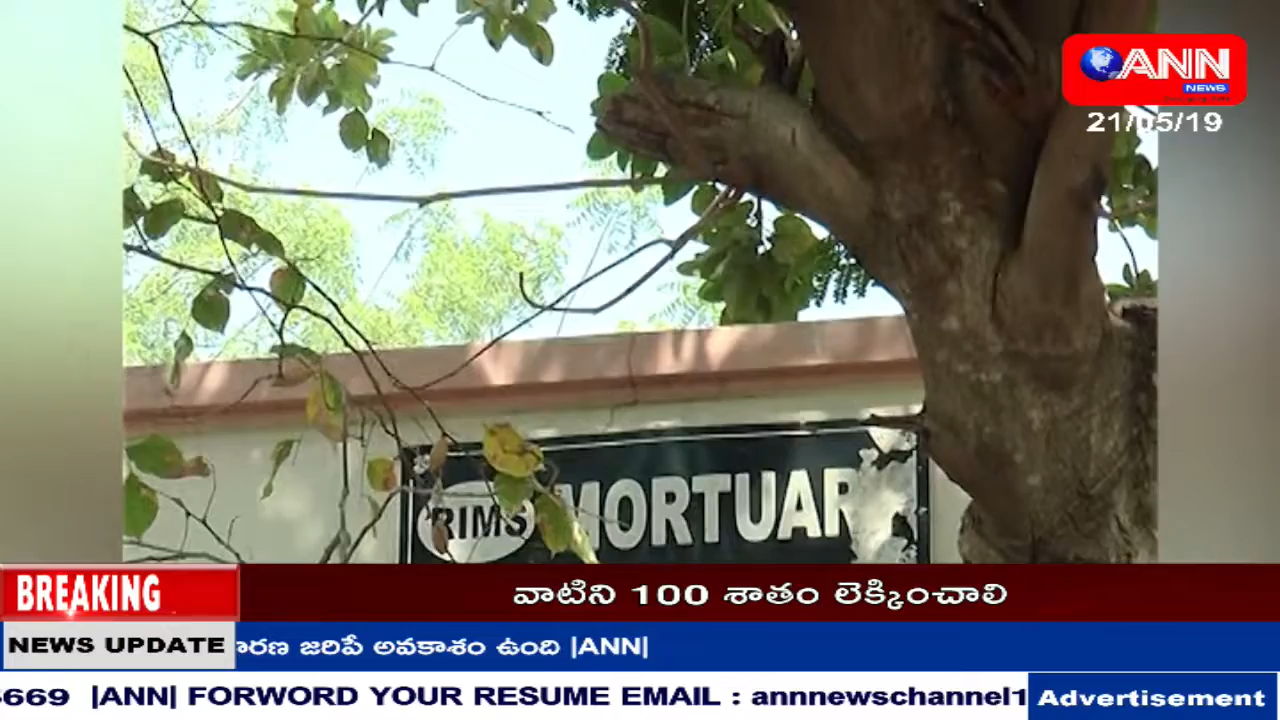 ANN
NEWS
21/05/19
RIMS MORTUAR
BREAKING
వాటిని 100 శాతం లెక్కించాలి
NEWS UPDATE
జరిపే అవకాశం ఉంది |ANN|
669 |ANN| FORWORD YOUR RESUME EMAIL : annnewschannel1
Advertisement